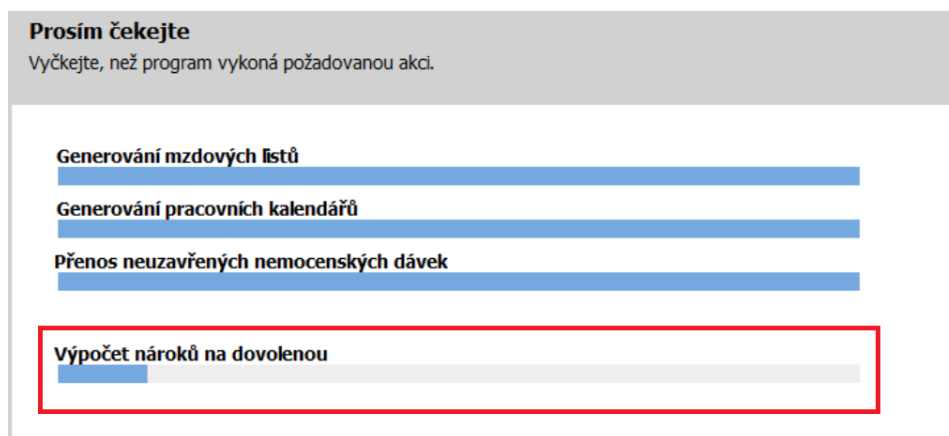 Prosím čekejte
Vyčkejte, než program vykoná požadovanou akci.
Generování mzdových listů
Generování pracovních kalendářů
Přenos neuzavřených nemocenských dávek
Výpočet nároků na dovolenou